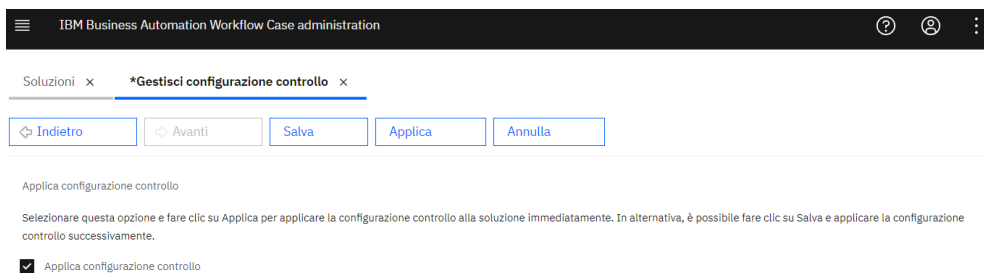 IBM Business Automation Workflow Case administration
Soluzioni × *Gestisci configurazione controllo ×
Indietro Avanti Salva Applica Annulla
Applica configurazione controllo
Selezionare questa opzione e fare clic su Applica per applicare la configurazione controllo alla soluzione immediatamente. In alternativa, è possibile fare clic su Salva e applicare la configurazione
controllo successivamente.
Applica configurazione controllo